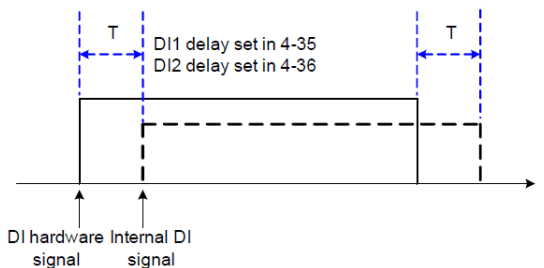 T
T
DI1 delay set in 4-35
DI2 delay set in 4-36
DI hardware signal
Internal DI signal